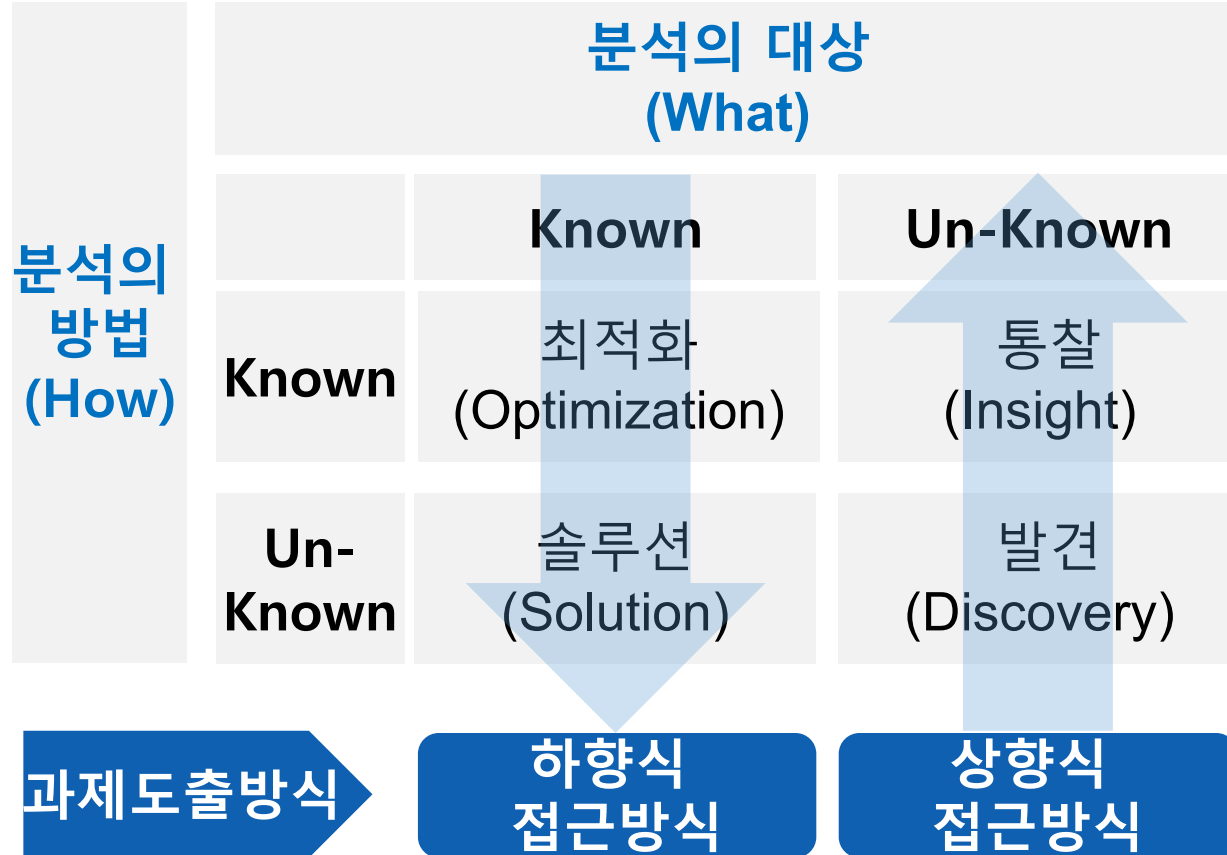 분석의 대상
(What)
분석의
방법
(How)
Known
Un-Known
Known
최적화
(Optimization)
통찰
(Insight)
Un-
Known
솔루션
(Solution)
발견
(Discovery)
과제도출방식
하향식
접근방식
상향식
접근방식